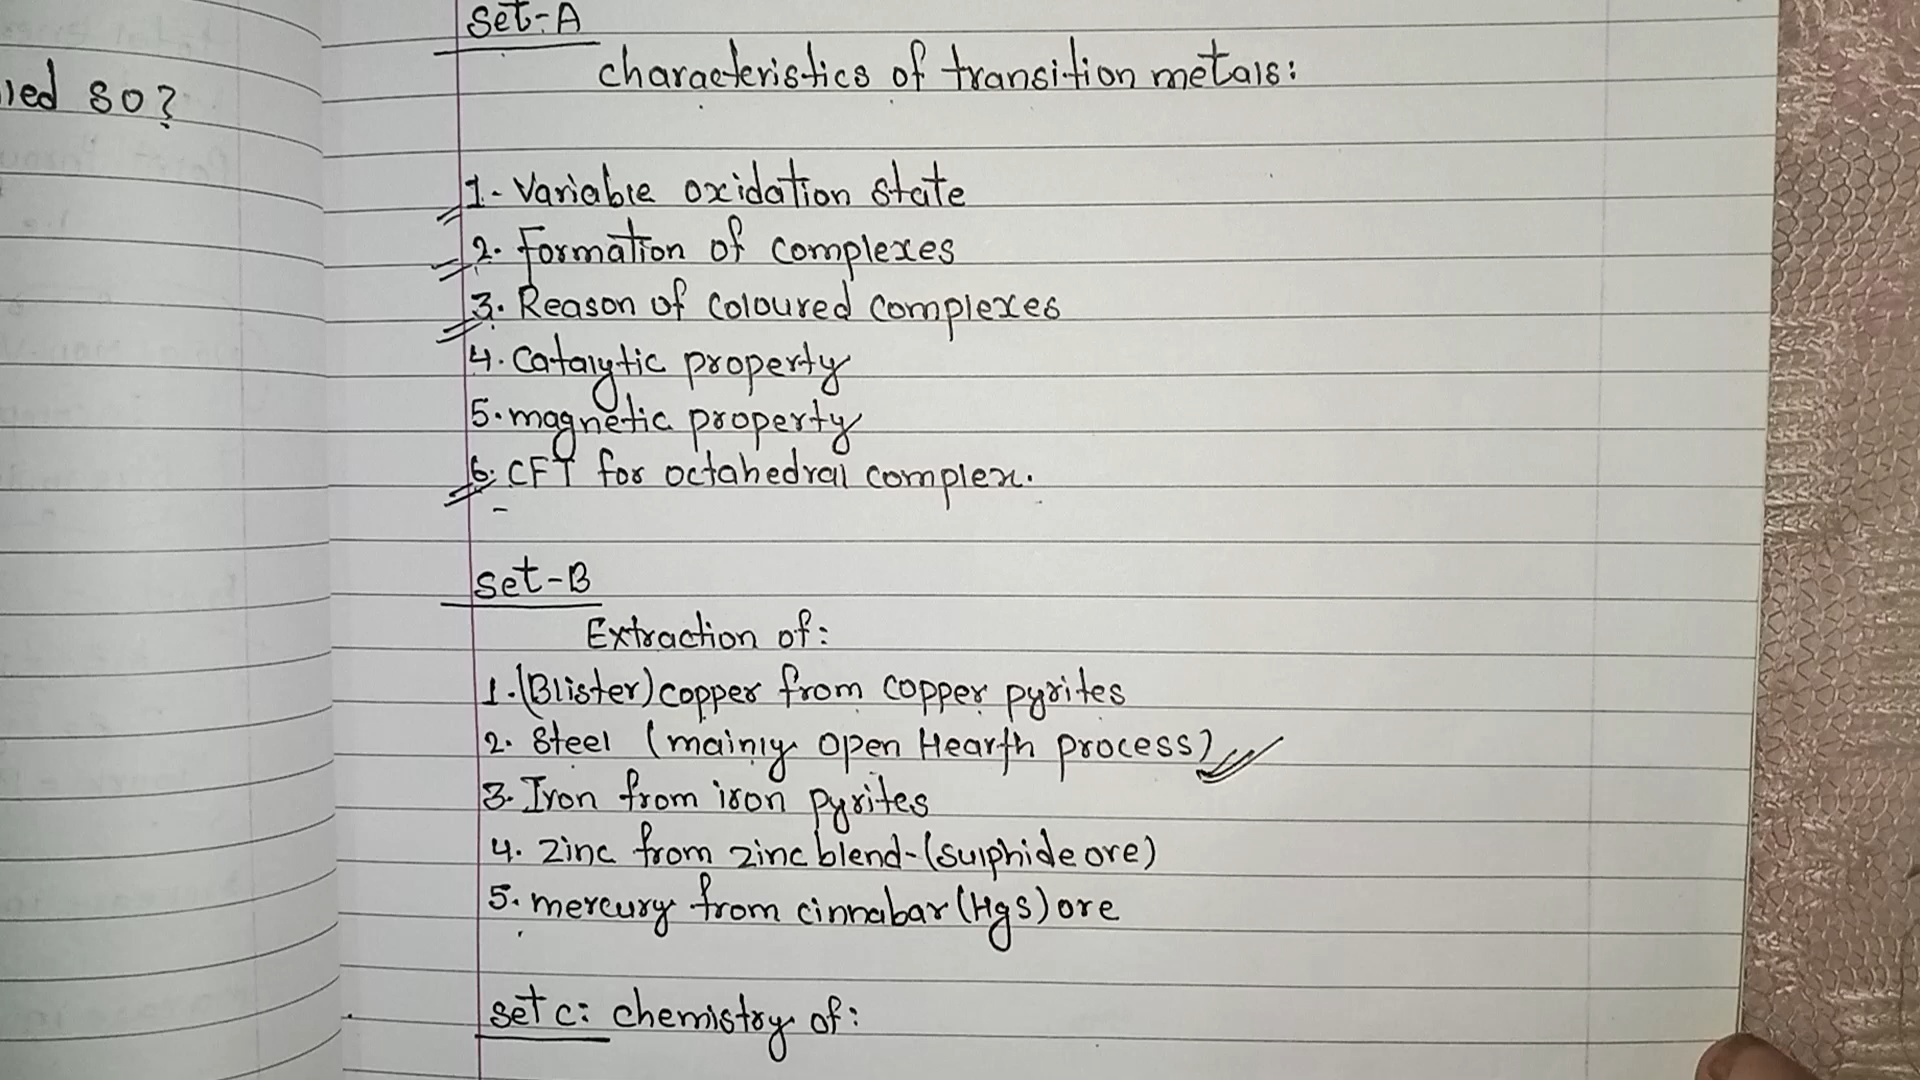 ied so?
Set-A
characteristics of transition metals:
1- Variable oxidation state
2. Formation of complexes
3. Reason of coloured complexes
4. Catalytic property
5. magnetic property
6. CFT for octahedral complex.
set-B
Extraction of:
1. (Blister) copper from copper pyrites
2. Steel (mainly open Hearth process)
3. Iron from iron pyrites
4. Zinc from zinc blend-(sulphide ore)
5. mercury from cinnabar (HgS) ore
set c: chemistry of: